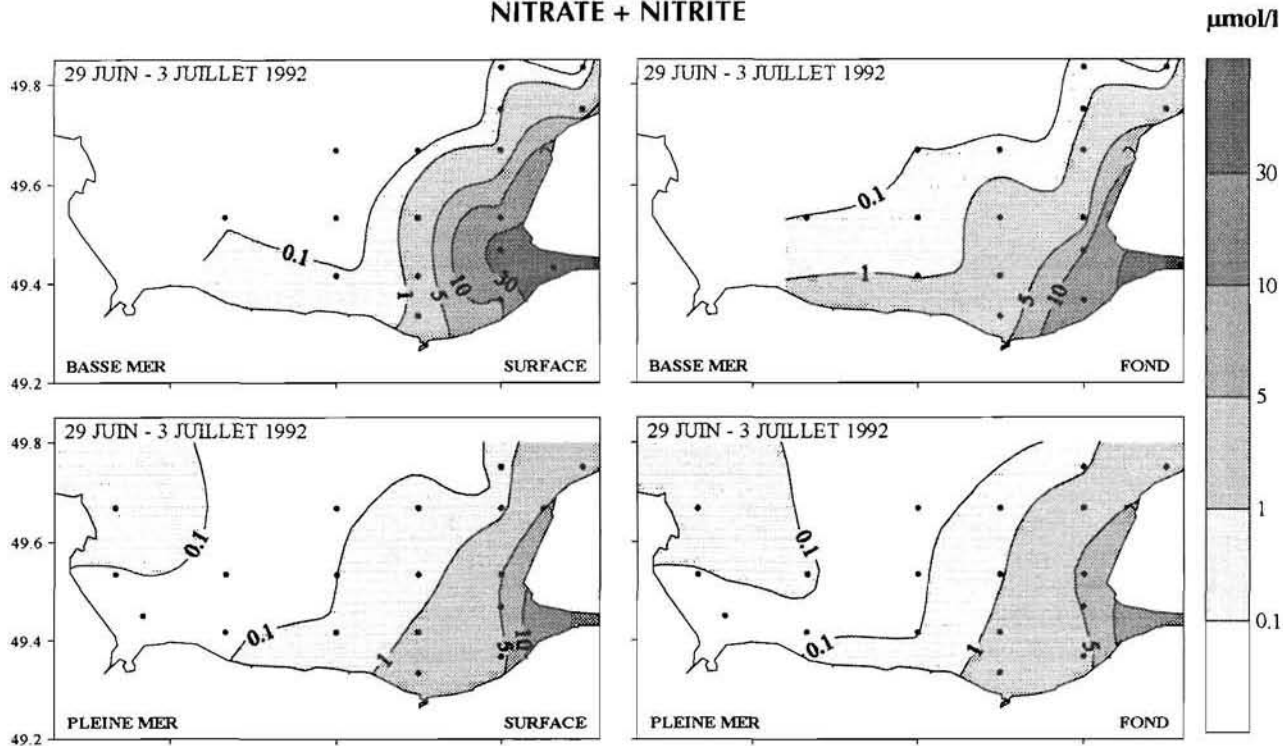 NITRATE + NITRITE
µmol/l
29 JUIN - 3 JUILLET 1992
49.8
49.6
49.4
49.2
0.1
1
5
10
30
BASSE MER
SURFACE
29 JUIN - 3 JUILLET 1992
0.1
1
5
10
BASSE MER
FOND
30
10
5
1
0.1
29 JUIN - 3 JUILLET 1992
49.8
49.6
49.4
49.2
0.1
0.1
1
5
10
PLEINE MER
SURFACE
29 JUIN - 3 JUILLET 1992
0.1
0.1
1
5
PLEINE MER
FOND